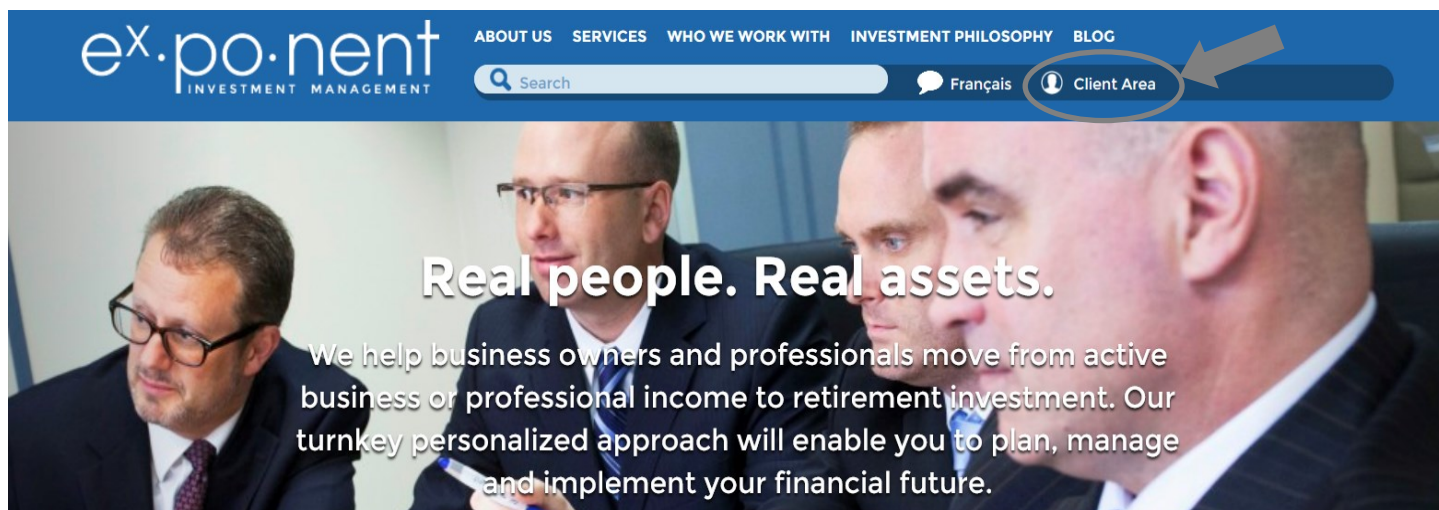 ex·po·nent
INVESTMENT MANAGEMENT
ABOUT US SERVICES WHO WE WORK WITH INVESTMENT PHILOSOPHY BLOG
Search Français Client Area
Real people. Real assets.
We help business owners and professionals move from active
business or professional income to retirement investment. Our
turnkey personalized approach will enable you to plan, manage
and implement your financial future.